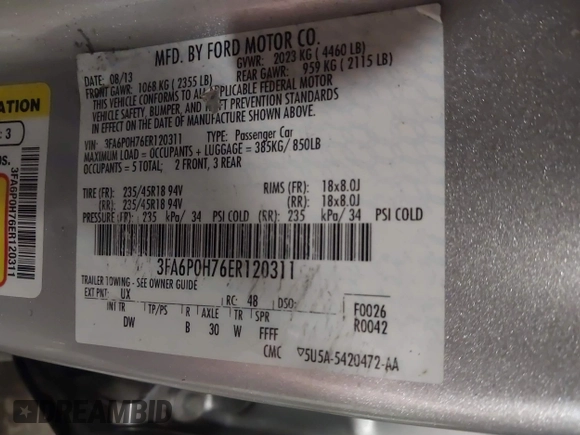 MFD. BY FORD MOTOR CO.
DATE: 08/13
GVWR: 2023 KG ( 4460 LB)
FRONT GAWR: 1068 KG ( 2355 LB)
REAR GAWR: 959 KG ( 2115 LB)
THIS VEHICLE CONFORMS TO ALL APPLICABLE FEDERAL MOTOR
VEHICLE SAFETY, BUMPER, AND THEFT PREVENTION STANDARDS
IN EFFECT ON THE DATE OF MANUFACTURE SHOWN ABOVE.
VIN: 3FA6P0H76ER120311 TYPE: Passenger Car
MAXIMUM LOAD = OCCUPANTS + LUGGAGE = 385KG/ 850LB
OCCUPANTS = 5 TOTAL; 2 FRONT, 3 REAR
TIRE (FR): 235/45R18 94V RIMS (FR): 18x8.0J
(RR): 235/45R18 94V (RR): 18x8.0J
PRESSURE (FR): 235 kPa/ 34 PSI COLD (RR): 235 kPa/ 34 PSI COLD
3FA6P0H76ER120311
TRAILER TOWING - SEE OWNER GUIDE
EXT PNT: UX RC: 48 DSO: F0026
INT TR TP/PS R AXLE TR SPR R0042
DW B 30 W FFFF
CMC 5U5A-5420472-AA
: 3
3FA6P0H76ER120311
DREAMBID